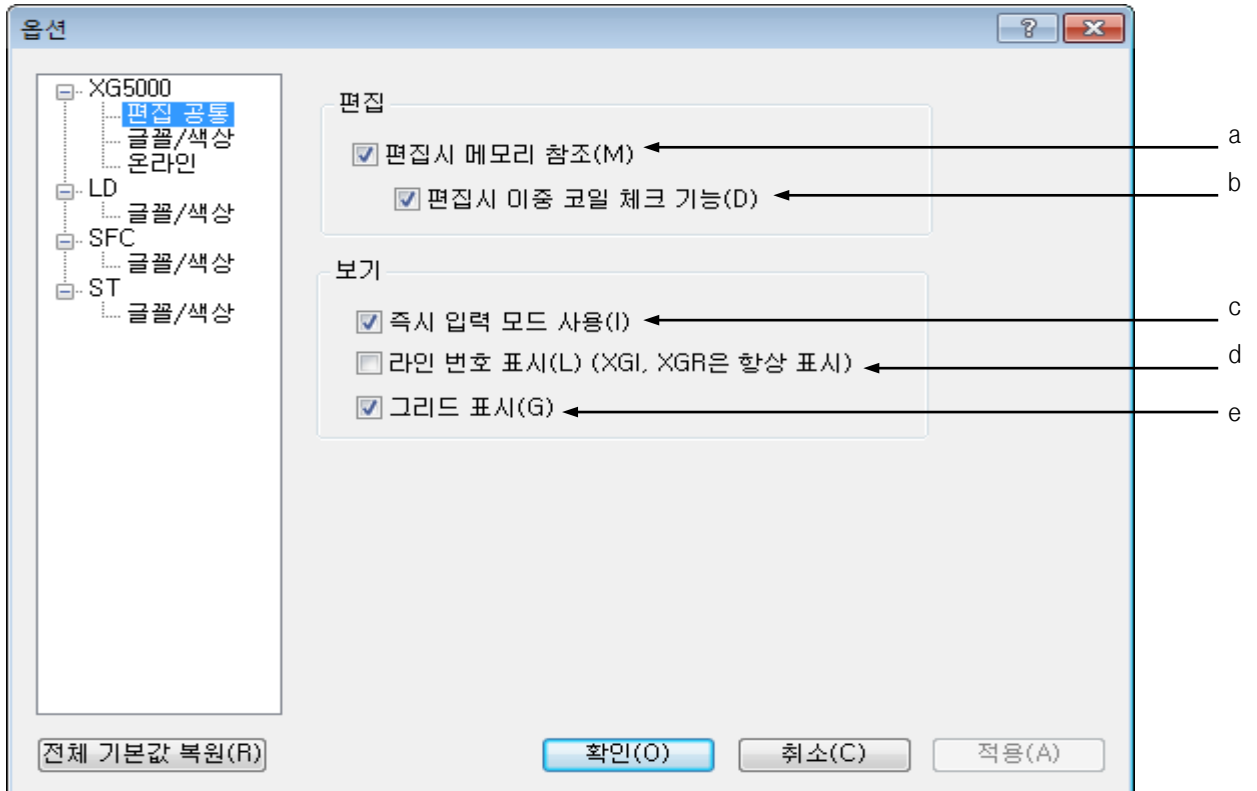 옵션
XG5000
편집 공통
글꼴/색상
온라인
LD
글꼴/색상
SFC
글꼴/색상
ST
글꼴/색상
편집
편집시 메모리 참조(M)
a
편집시 이중 코일 체크 기능(D)
b
보기
즉시 입력 모드 사용(I)
c
라인 번호 표시(L) (XGI, XGR은 항상 표시)
d
그리드 표시(G)
e
전체 기본값 복원(R)
확인(O)
취소(C)
적용(A)